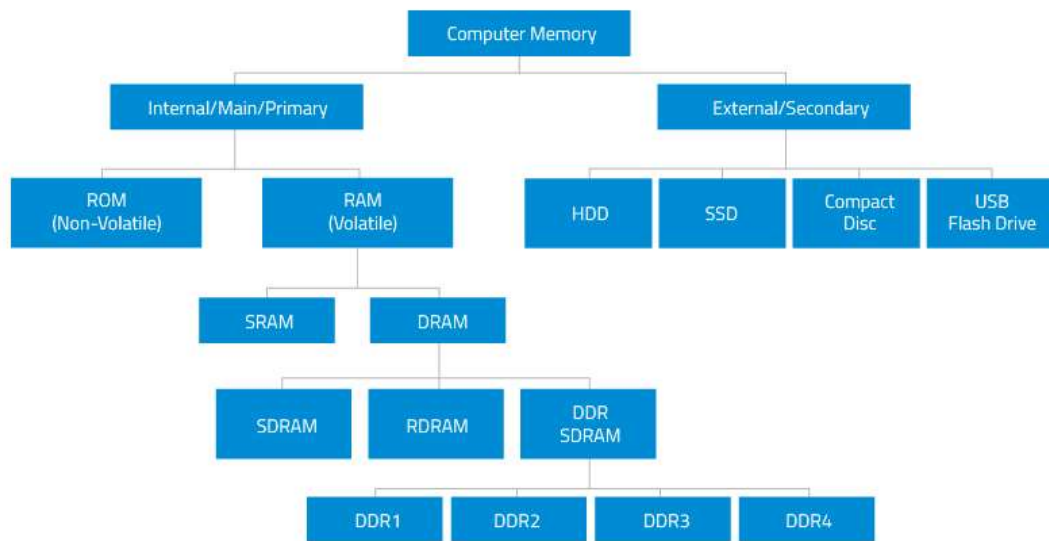 Computer Memory
Internal/Main/Primary
External/Secondary
ROM
(Non-Volatile)
RAM
(Volatile)
HDD
SSD
Compact
Disc
USB
Flash Drive
SRAM
DRAM
SDRAM
RDRAM
DDR
SDRAM
DDR1
DDR2
DDR3
DDR4